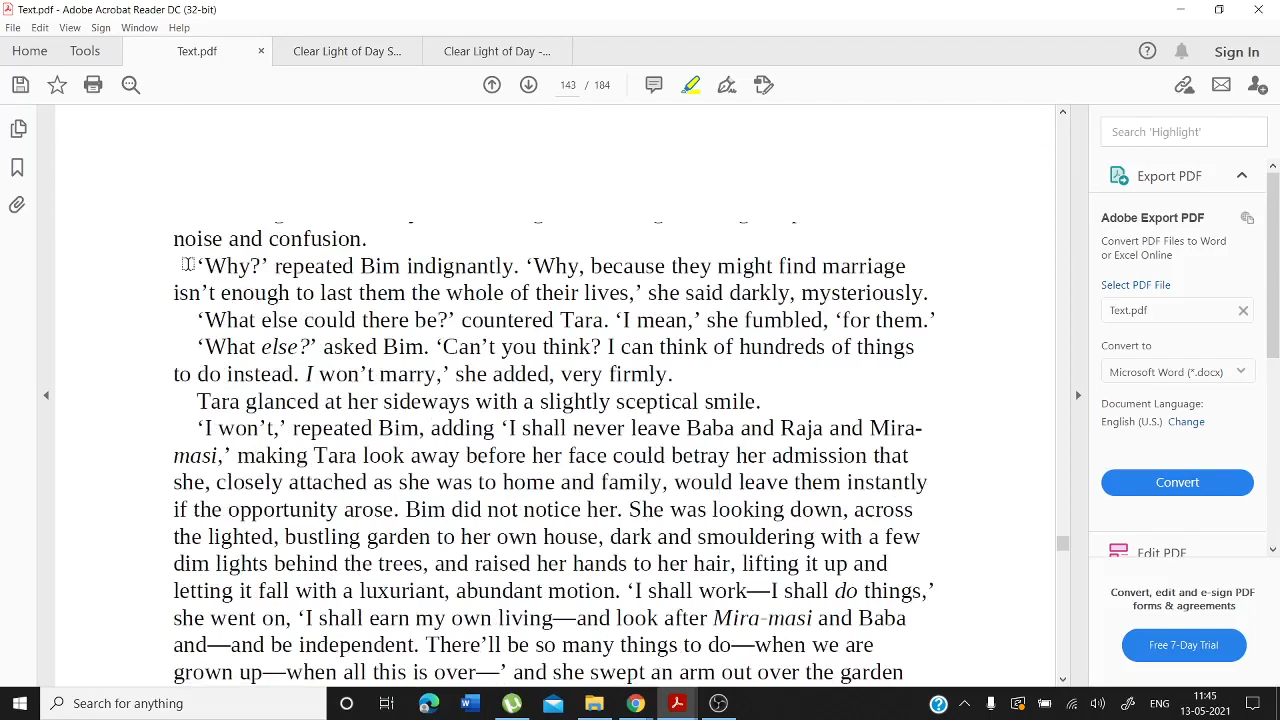 Text.pdf - Adobe Acrobat Reader DC (32-bit)
File Edit View Sign Window Help
Home Tools Text.pdf × Clear Light of Day S... Clear Light of Day -... Sign In
143 / 184
noise and confusion.
‘Why?’ repeated Bim indignantly. ‘Why, because they might find marriage
isn’t enough to last them the whole of their lives,’ she said darkly, mysteriously.
‘What else could there be?’ countered Tara. ‘I mean,’ she fumbled, ‘for them.’
‘What else?’ asked Bim. ‘Can’t you think? I can think of hundreds of things
to do instead. I won’t marry,’ she added, very firmly.
Tara glanced at her sideways with a slightly sceptical smile.
‘I won’t,’ repeated Bim, adding ‘I shall never leave Baba and Raja and Mira-
masi,’ making Tara look away before her face could betray her admission that
she, closely attached as she was to home and family, would leave them instantly
if the opportunity arose. Bim did not notice her. She was looking down, across
the lighted, bustling garden to her own house, dark and smouldering with a few
dim lights behind the trees, and raised her hands to her hair, lifting it up and
letting it fall with a luxuriant, abundant motion. ‘I shall work—I shall do things,’
she went on, ‘I shall earn my own living—and look after Mira-masi and Baba
and—and be independent. There’ll be so many things to do—when we are
grown up—when all this is over—’ and she swept an arm out over the garden
Search 'Highlight'
Export PDF
Adobe Export PDF
Convert PDF Files to Word
or Excel Online
Select PDF File
Text.pdf
Convert to
Microsoft Word (*.docx)
Document Language:
English (U.S.) Change
Convert
Edit PDF
Convert, edit and e-sign PDF
forms & agreements
Free 7-Day Trial
Search for anything
ENG
11:45
13-05-2021